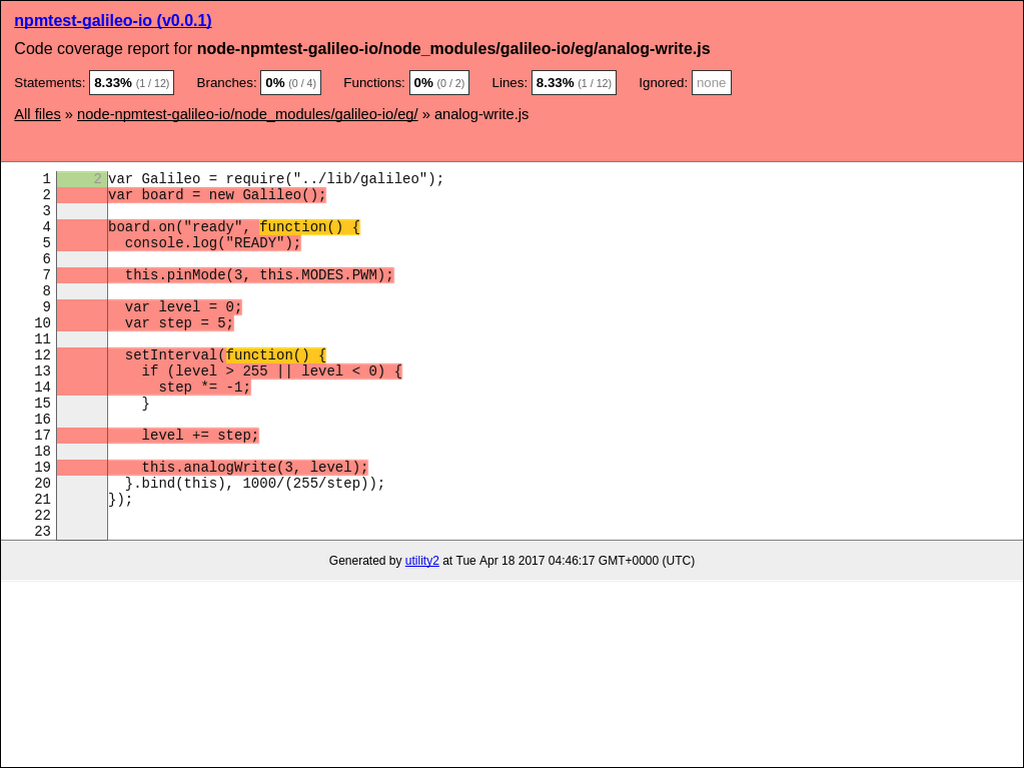 npmtest-galileo-io (v0.0.1)
Code coverage report for node-npmtest-galileo-io/node_modules/galileo-io/eg/analog-write.js
Statements: 8.33% (1 / 12) Branches: 0% (0 / 4) Functions: 0% (0 / 2) Lines: 8.33% (1 / 12) Ignored: none
All files » node-npmtest-galileo-io/node_modules/galileo-io/eg/ » analog-write.js
1 2 var Galileo = require("../lib/galileo");
2 var board = new Galileo();
3
4 board.on("ready", function() {
5   console.log("READY");
6
7   this.pinMode(3, this.MODES.PWM);
8
9   var level = 0;
10   var step = 5;
11
12   setInterval(function() {
13     if (level > 255 || level < 0) {
14       step *= -1;
15     }
16
17     level += step;
18
19     this.analogWrite(3, level);
20   }.bind(this), 1000/(255/step));
21 });
22
23
Generated by utility2 at Tue Apr 18 2017 04:46:17 GMT+0000 (UTC)